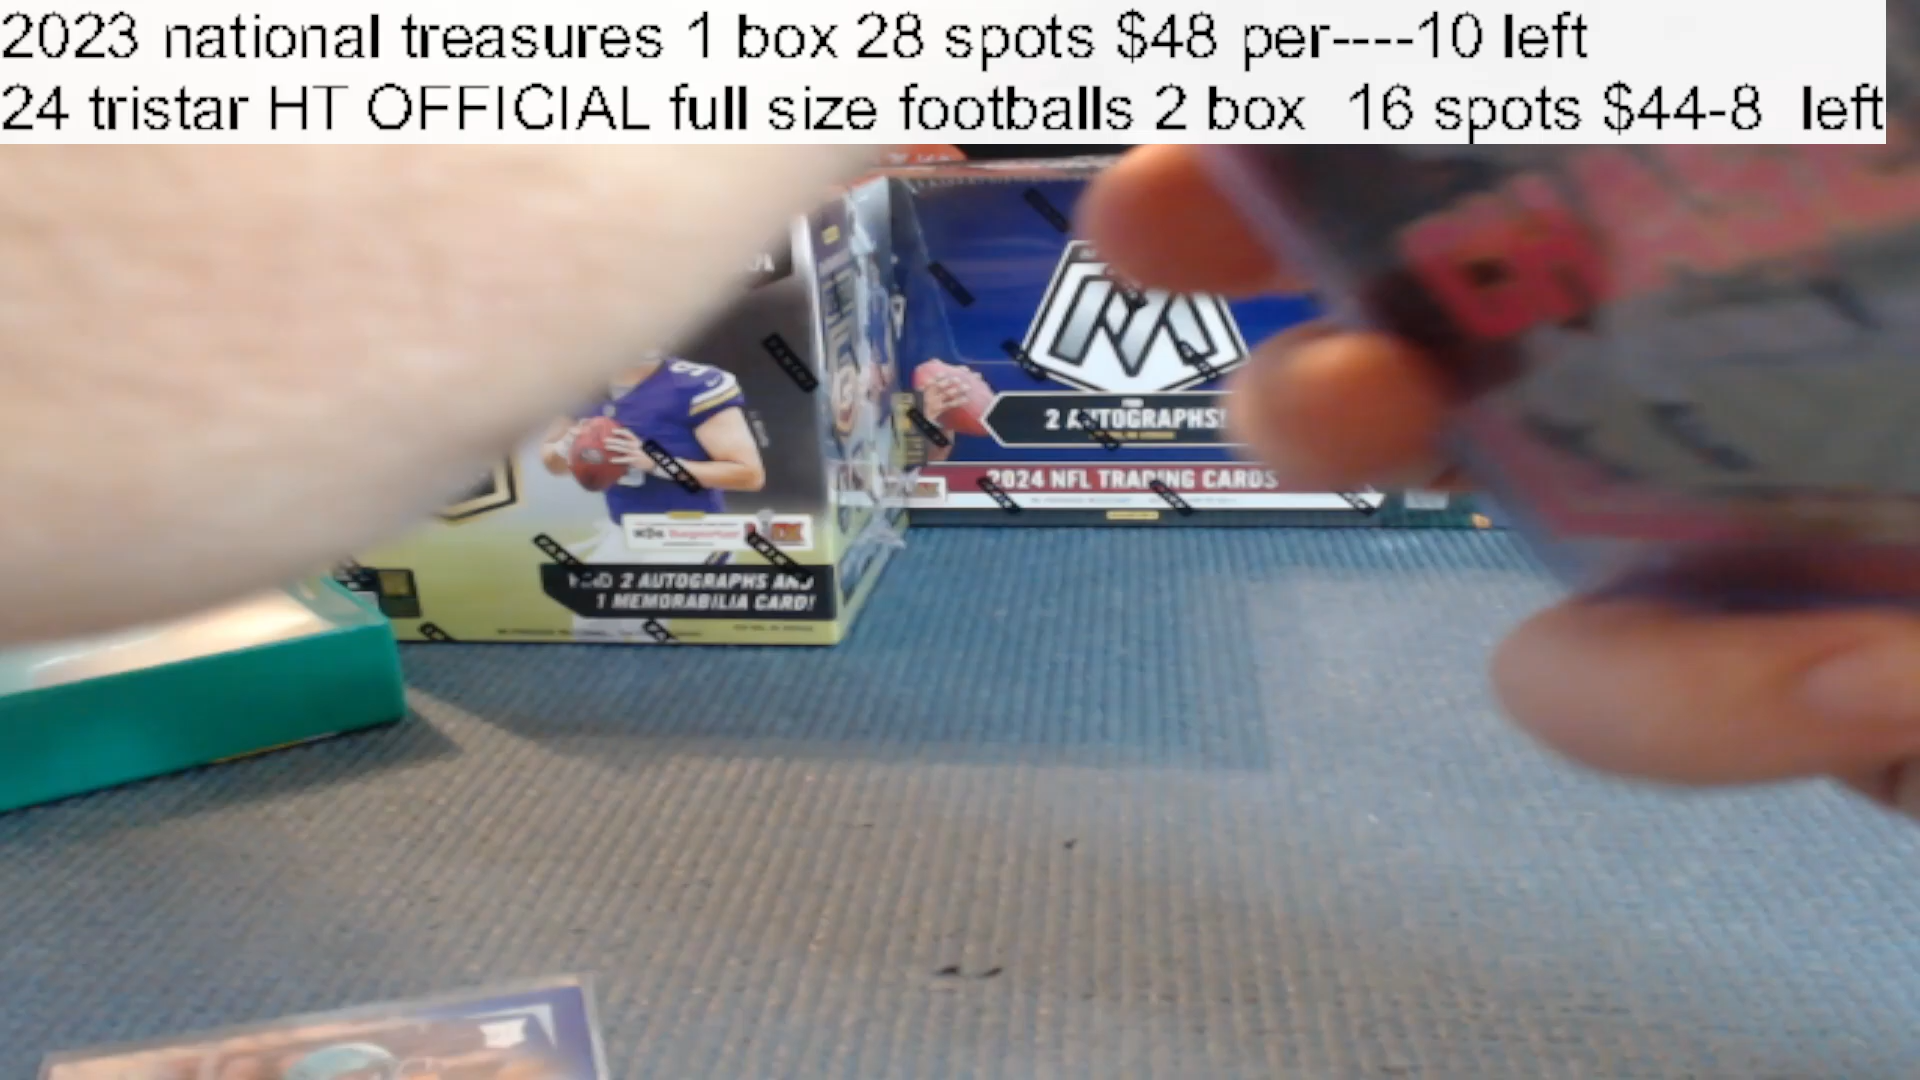 2023 national treasures 1 box 28 spots $48 per----10 left
24 tristar HT OFFICIAL full size footballs 2 box 16 spots $44-8 left
2 AUTOGRAPHS!
2024 NFL TRADING CARDS
FIND 2 AUTOGRAPHS AND
1 MEMORABILIA CARD!